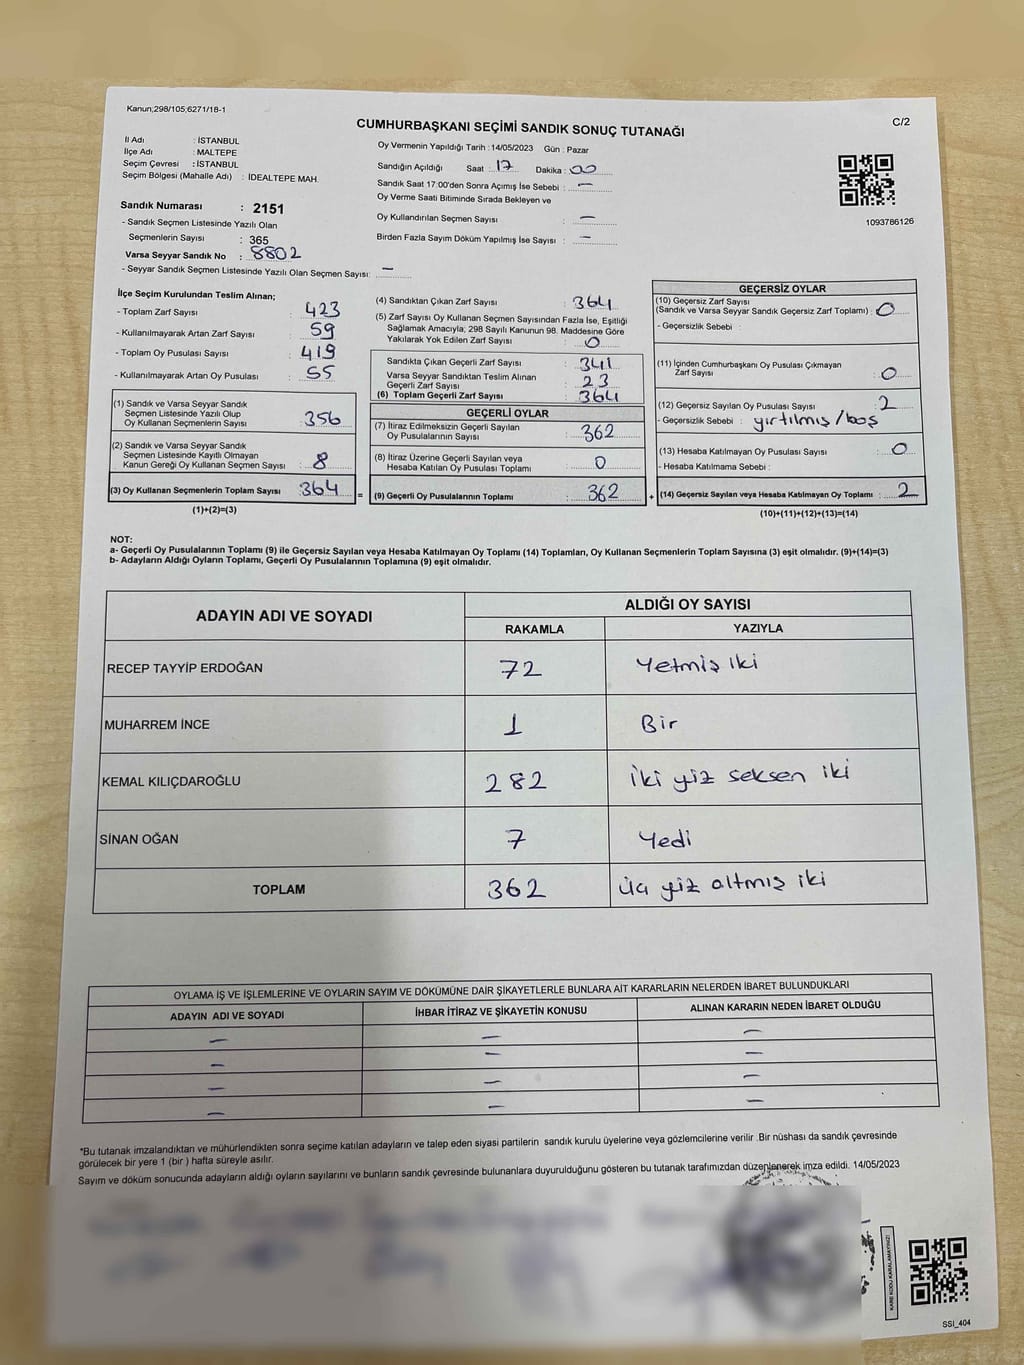 Kanun;298/105;6271/18-1
C/2
CUMHURBAŞKANI SEÇİMİ SANDIK SONUÇ TUTANAĞI
İl Adı : İSTANBUL
İlçe Adı : MALTEPE
Seçim Çevresi : İSTANBUL
Seçim Bölgesi (Mahalle Adı) : İDEALTEPE MAH.
Sandık Numarası : 2151
- Sandık Seçmen Listesinde Yazılı Olan
Seçmenlerin Sayısı : 365
Varsa Seyyar Sandık No : 8802
- Seyyar Sandık Seçmen Listesinde Yazılı Olan Seçmen Sayısı: –
Oy Vermenin Yapıldığı Tarih : 14/05/2023 Gün : Pazar
Sandığın Açıldığı Saat : 17 Dakika : 00
Sandık Saat 17:00'den Sonra Açımış İse Sebebi : –
Oy Verme Saati Bitiminde Sırada Bekleyen ve
Oy Kullandırılan Seçmen Sayısı : –
Birden Fazla Sayım Döküm Yapılmış İse Sayısı : –
1093786126
İlçe Seçim Kurulundan Teslim Alınan;
- Toplam Zarf Sayısı : 423
- Kullanılmayarak Artan Zarf Sayısı : 59
- Toplam Oy Pusulası Sayısı : 419
- Kullanılmayarak Artan Oy Pusulası : 55
(1) Sandık ve Varsa Seyyar Sandık
Seçmen Listesinde Yazılı Olup
Oy Kullanan Seçmenlerin Sayısı : 356
(2) Sandık ve Varsa Seyyar Sandık
Seçmen Listesinde Kayıtlı Olmayan
Kanun Gereği Oy Kullanan Seçmen Sayısı : 8
(3) Oy Kullanan Seçmenlerin Toplam Sayısı : 364 =
(1)+(2)=(3)
(4) Sandıktan Çıkan Zarf Sayısı : 364
(5) Zarf Sayısı Oy Kullanan Seçmen Sayısından Fazla İse, Eşitliği
Sağlamak Amacıyla; 298 Sayılı Kanunun 98. Maddesine Göre
Yakılarak Yok Edilen Zarf Sayısı : 0
Sandıkta Çıkan Geçerli Zarf Sayısı : 341
Varsa Seyyar Sandıktan Teslim Alınan
Geçerli Zarf Sayısı : 23
(6) Toplam Geçerli Zarf Sayısı : 364
GEÇERLİ OYLAR
(7) İtiraz Edilmeksizin Geçerli Sayılan
Oy Pusulalarının Sayısı : 362
(8) İtiraz Üzerine Geçerli Sayılan veya
Hesaba Katılan Oy Pusulası Toplamı : 0
(9) Geçerli Oy Pusulalarının Toplamı : 362 +
GEÇERSİZ OYLAR
(10) Geçersiz Zarf Sayısı
(Sandık ve Varsa Seyyar Sandık Geçersiz Zarf Toplamı) : 0
- Geçersizlik Sebebi :
(11) İçinden Cumhurbaşkanı Oy Pusulası Çıkmayan
Zarf Sayısı : 0
(12) Geçersiz Sayılan Oy Pusulası Sayısı : 2
- Geçersizlik Sebebi : yırtılmış/boş
(13) Hesaba Katılmayan Oy Pusulası Sayısı : 0
- Hesaba Katılmama Sebebi :
(14) Geçersiz Sayılan veya Hesaba Katılmayan Oy Toplamı : 2
(10)+(11)+(12)+(13)=(14)
NOT:
a- Geçerli Oy Pusulalarının Toplamı (9) ile Geçersiz Sayılan veya Hesaba Katılmayan Oy Toplamı (14) Toplamları, Oy Kullanan Seçmenlerin Toplam Sayısına (3) eşit olmalıdır. (9)+(14)=(3)
b- Adayların Aldığı Oyların Toplamı, Geçerli Oy Pusulalarının Toplamına (9) eşit olmalıdır.
ADAYIN ADI VE SOYADI ALDIĞI OY SAYISI
RAKAMLA YAZIYLA
RECEP TAYYİP ERDOĞAN 72 Yetmiş iki
MUHARREM İNCE 1 Bir
KEMAL KILIÇDAROĞLU 282 iki yüz seksen iki
SİNAN OĞAN 7 Yedi
TOPLAM 362 üç yüz altmış iki
OYLAMA İŞ VE İŞLEMLERİNE VE OYLARIN SAYIM VE DÖKÜMÜNE DAİR ŞİKAYETLERLE BUNLARA AİT KARARLARIN NELERDEN İBARET BULUNDUKLARI
ADAYIN ADI VE SOYADI İHBAR İTİRAZ VE ŞİKAYETİN KONUSU ALINAN KARARIN NEDEN İBARET OLDUĞU
– – –
– – –
– – –
– – –
*Bu tutanak imzalandıktan ve mühürlendikten sonra seçime katılan adayların ve talep eden siyasi partilerin sandık kurulu üyelerine veya gözlemcilerine verilir .Bir nüshası da sandık çevresinde
görülecek bir yere 1 (bir ) hafta süreyle asılır.
Sayım ve döküm sonucunda adayların aldığı oyların sayılarını ve bunların sandık çevresinde bulunanlara duyurulduğunu gösteren bu tutanak tarafımızdan düzenlenerek imza edildi. 14/05/2023
KARE KODU KARALAMAYINIZ!
SSI_404